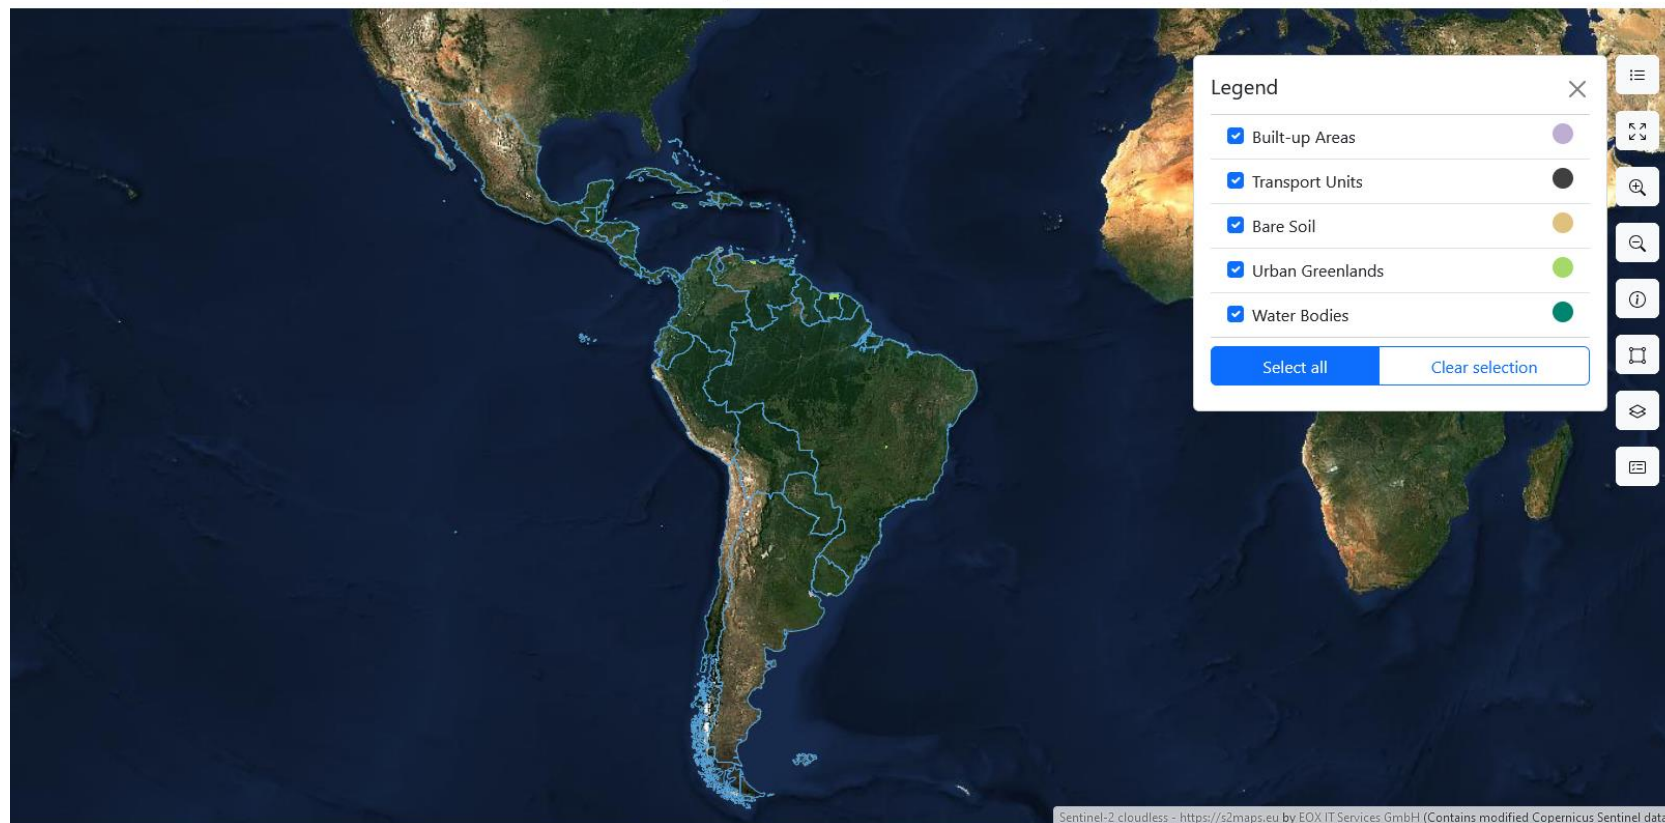 Legend
Built-up Areas
Transport Units
Bare Soil
Urban Greenlands
Water Bodies
Select all
Clear selection
Sentinel-2 cloudless - https://s2maps.eu by EOX IT Services GmbH (Contains modified Copernicus Sentinel data